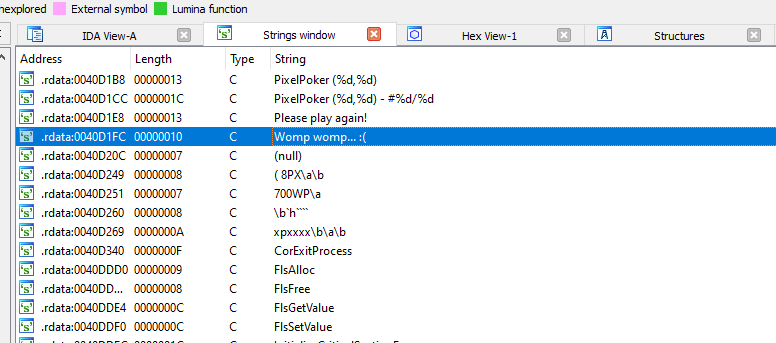 nexplored External symbol Lumina function
IDA View-A Strings window Hex View-1 Structures
Address Length Type String
.rdata:0040D1B8 00000013 C PixelPoker (%d,%d)
.rdata:0040D1CC 0000001C C PixelPoker (%d,%d) - #%d/%d
.rdata:0040D1E8 00000013 C Please play again!
.rdata:0040D1FC 00000010 C Womp womp... :(
.rdata:0040D20C 00000007 C (null)
.rdata:0040D249 00000008 C ( 8PX\a\b
.rdata:0040D251 00000007 C 700WP\a
.rdata:0040D260 00000008 C \b`h````
.rdata:0040D269 0000000A C xpxxxx\b\a\b
.rdata:0040D340 0000000F C CorExitProcess
.rdata:0040DDD0 00000009 C FlsAlloc
.rdata:0040DD... 00000008 C FlsFree
.rdata:0040DDE4 0000000C C FlsGetValue
.rdata:0040DDF0 0000000C C FlsSetValue